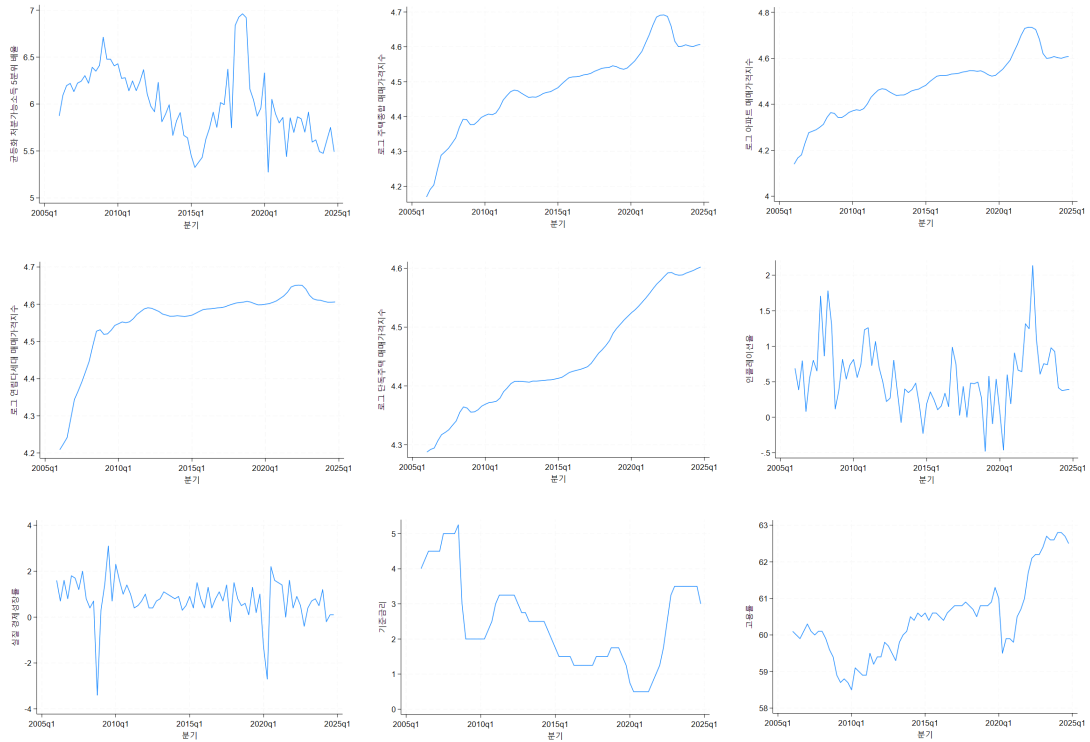 균등화 처분가능소득 5분위 배율
7
6.5
6
5.5
5
2005q1 2010q1 2015q1 2020q1 2025q1
분기
로그 주택종합 매매가격지수
4.7
4.6
4.5
4.4
4.3
4.2
2005q1 2010q1 2015q1 2020q1 2025q1
분기
로그 아파트 매매가격지수
4.8
4.6
4.4
4.2
4
2005q1 2010q1 2015q1 2020q1 2025q1
분기
로그 연립다세대 매매가격지수
4.7
4.6
4.5
4.4
4.3
4.2
2005q1 2010q1 2015q1 2020q1 2025q1
분기
로그 단독주택 매매가격지수
4.6
4.5
4.4
4.3
2005q1 2010q1 2015q1 2020q1 2025q1
분기
인플레이션율
2
1.5
1
.5
0
-.5
2005q1 2010q1 2015q1 2020q1 2025q1
분기
실질 경제성장률
4
2
0
-2
-4
2005q1 2010q1 2015q1 2020q1 2025q1
분기
기준금리
5
4
3
2
1
0
2005q1 2010q1 2015q1 2020q1 2025q1
분기
고용률
63
62
61
60
59
58
2005q1 2010q1 2015q1 2020q1 2025q1
분기